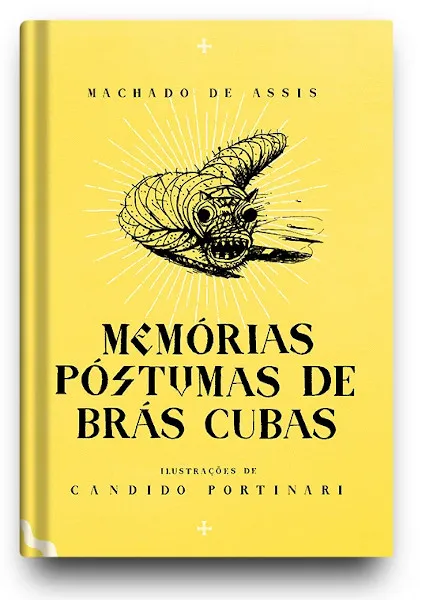 MACHADO DE ASSIS
MEMÓRIAS
PÓSTUMAS DE
BRÁS CUBAS
ILUSTRAÇÕES DE
CANDIDO PORTINARI